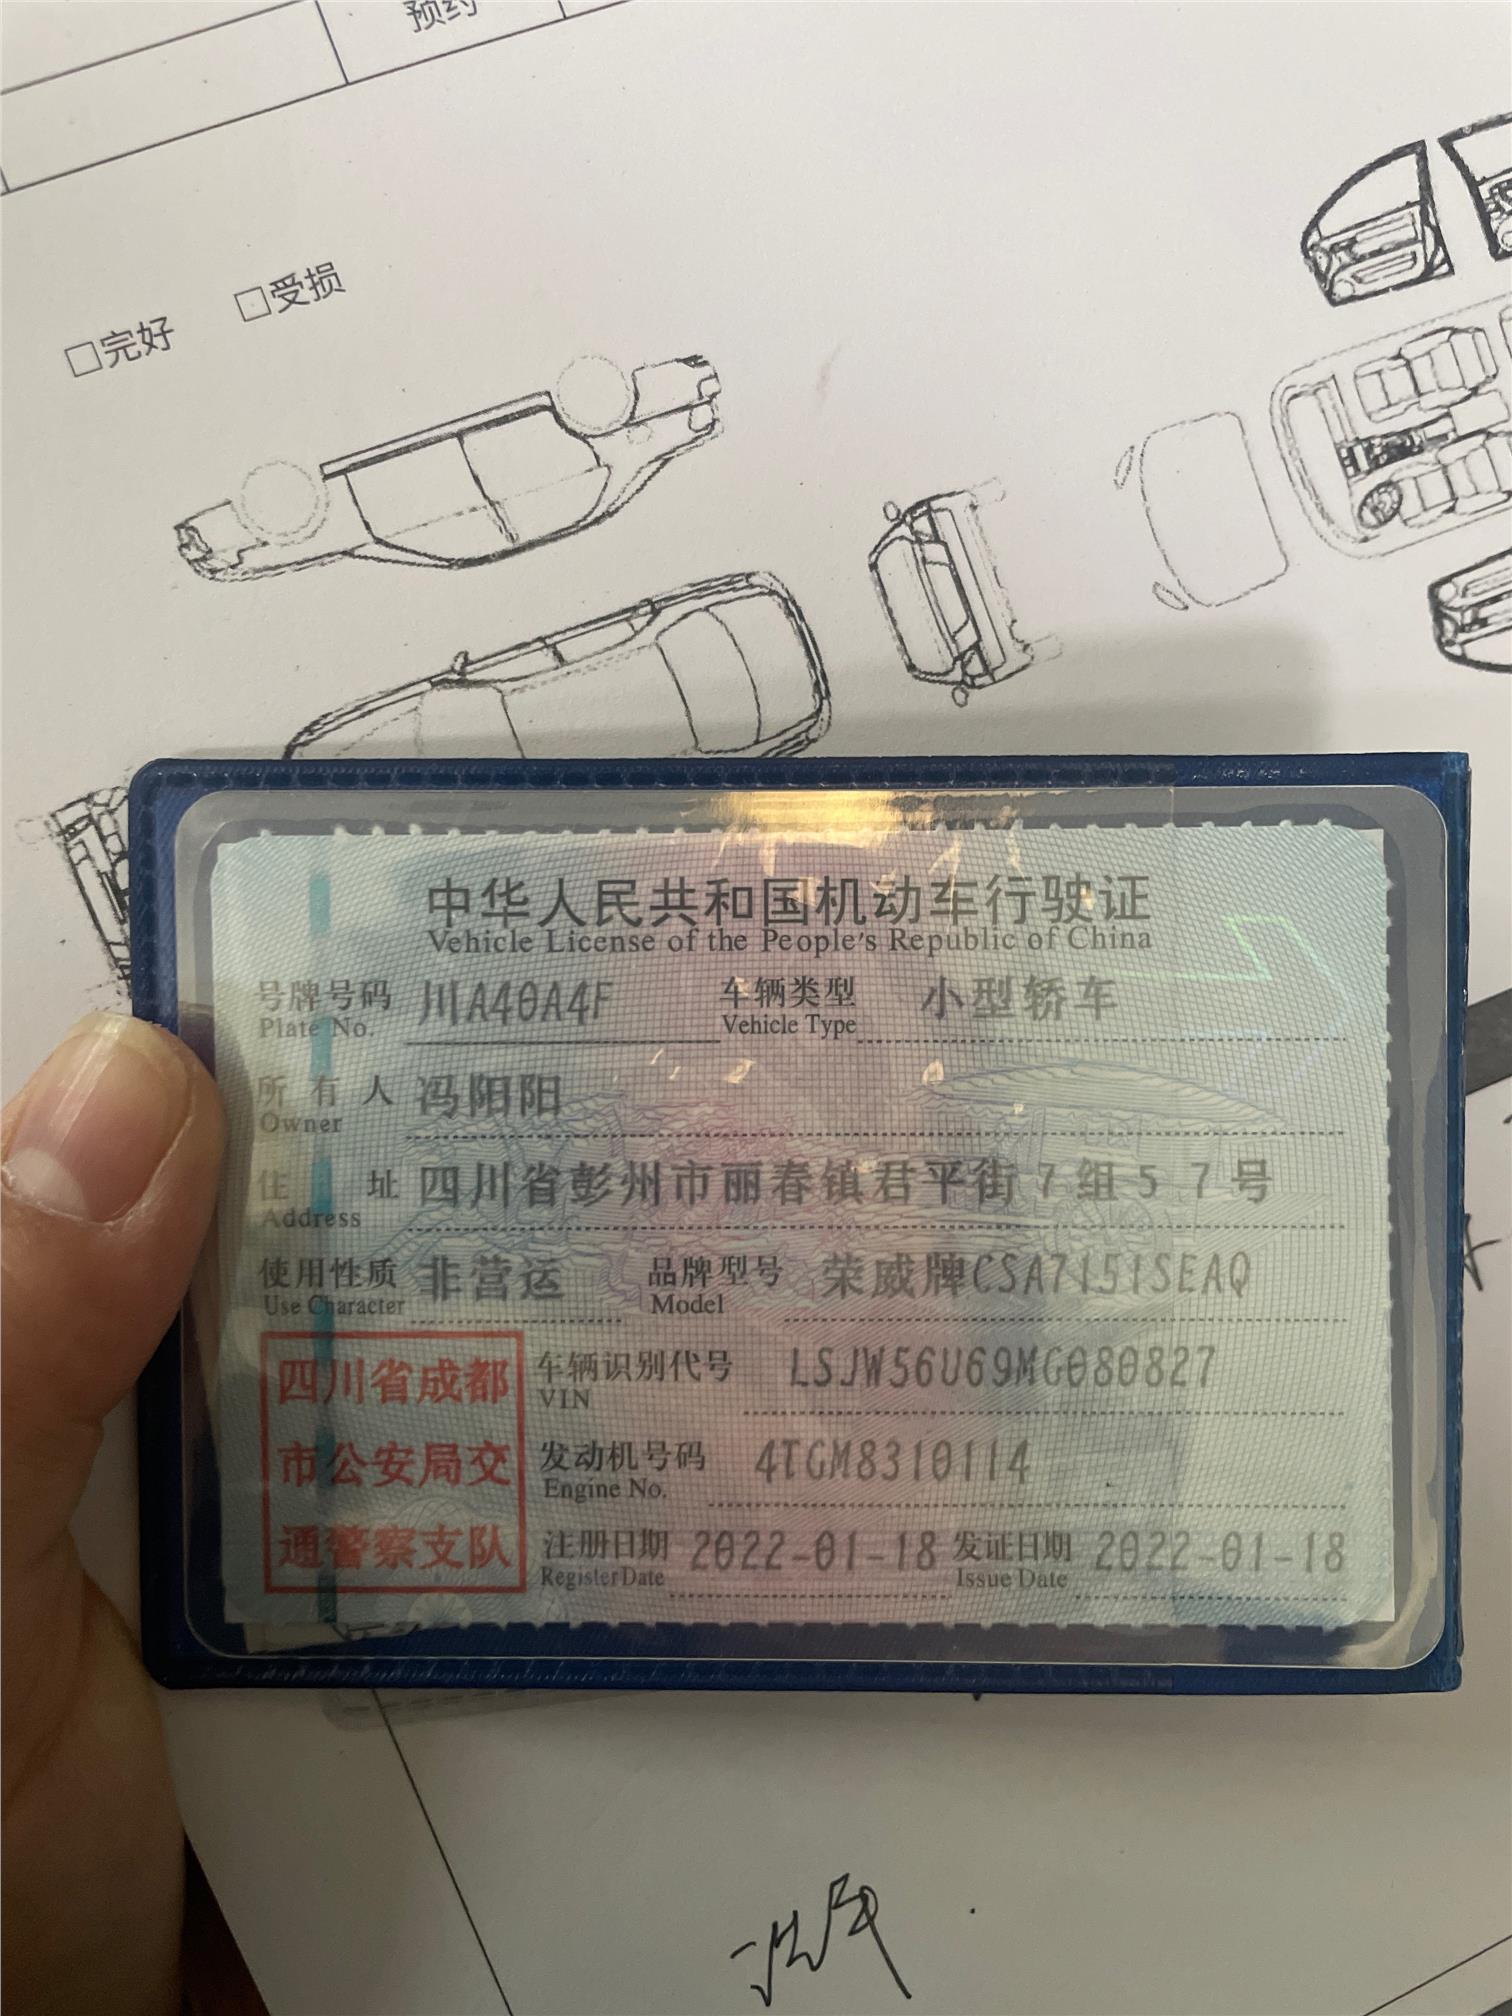 预约
□完好 □受损
中华人民共和国机动车行驶证
Vehicle License of the People's Republic of China
号牌号码 川A40A4F 车辆类型 小型轿车
Plate No. Vehicle Type
所有人 冯阳阳
Owner
住址 四川省彭州市丽春镇君平街7组57号
Address
使用性质 非营运 品牌型号 荣威牌CSA7151SEAQ
Use Character Model
四川省成都
市公安局交
通警察支队
车辆识别代号 LSJW56U69MG080827
VIN
发动机号码 4TGM8310114
Engine No.
注册日期 2022-01-18 发证日期 2022-01-18
Register Date Issue Date